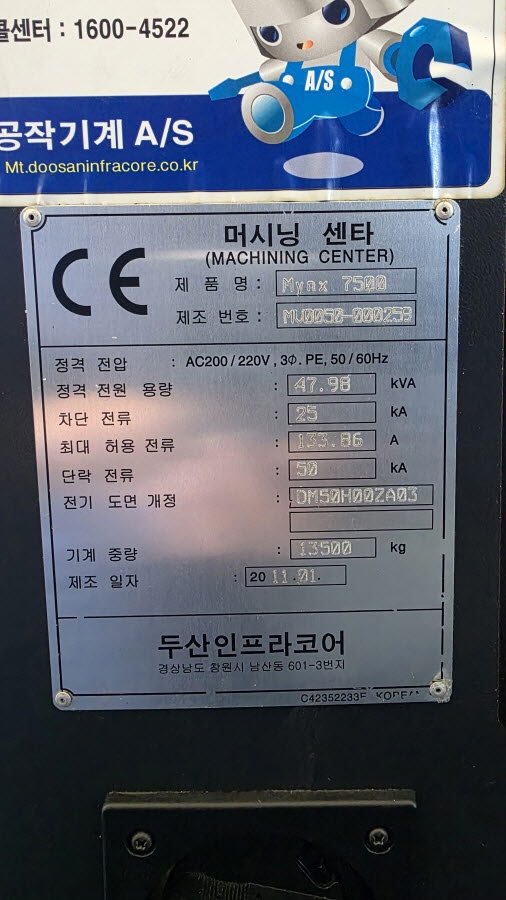 콜센터 : 1600-4522
A/S
공작기계 A/S
Mt.doosaninfracore.co.kr
CE
머시닝 센타
(MACHINING CENTER)
제 품 명 : Mynx 7500
제조 번호 : MV0050-000259
정격 전압 : AC200/220V, 3Φ. PE, 50/60Hz
정격 전원 용량 : 47.98 kVA
차단 전류 : 25 kA
최대 허용 전류 : 133.86 A
단락 전류 : 50 kA
전기 도면 개정 : DM50H00ZA03
기계 중량 : 13500 kg
제조 일자 : 20 11.01.
두산인프라코어
경상남도 창원시 남산동 601-3번지
C42352233F KOREA